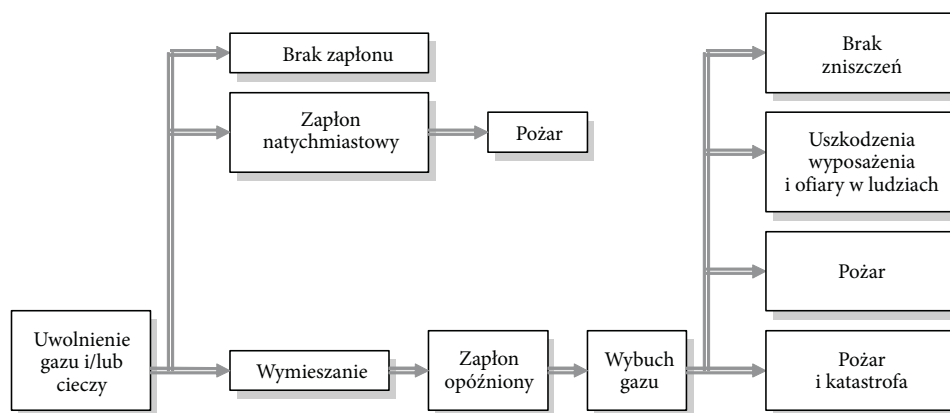 Brak zapłonu
Zapłon
natychmiastowy
Pożar
Brak
zniszczeń
Uszkodzenia
wyposażenia
i ofiary w ludziach
Pożar
Uwolnienie
gazu i/lub
cieczy
Wymieszanie
Zapłon
opóźniony
Wybuch
gazu
Pożar
i katastrofa